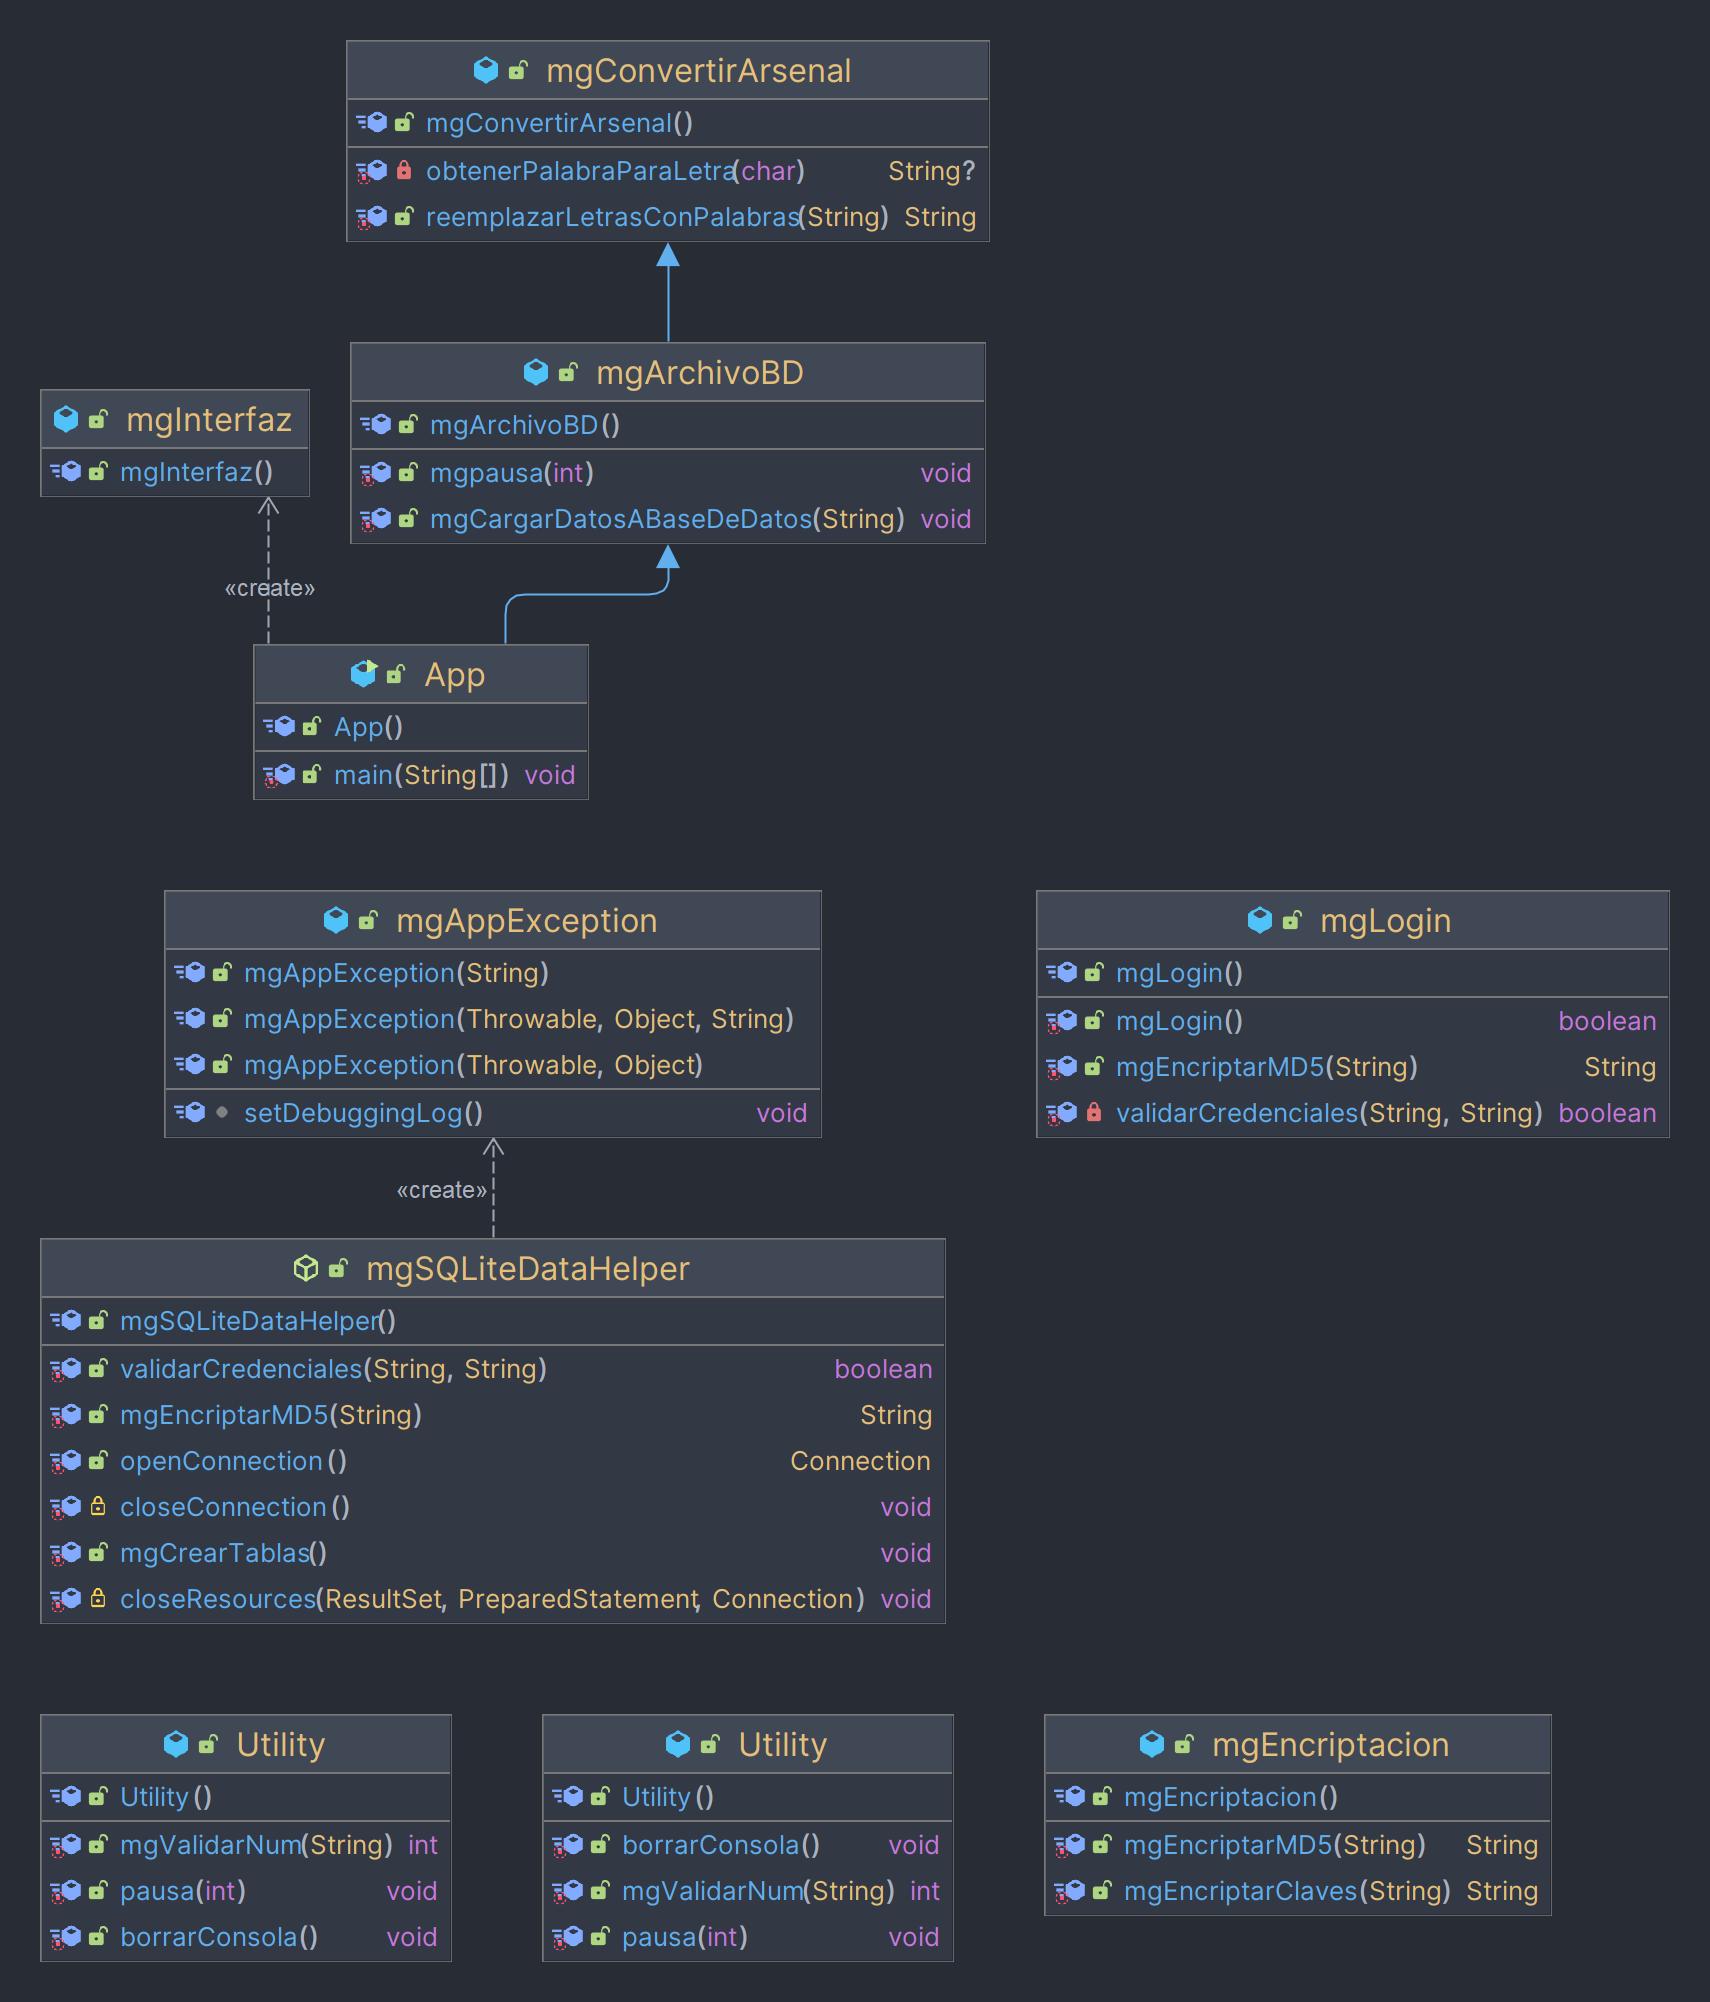 mgConvertirArsenal
mgConvertirArsenal()
obtenerPalabraParaLetra(char) String?
reemplazarLetrasConPalabras(String) String
mgArchivoBD
mgArchivoBD()
mgpausa(int) void
mgCargarDatosABaseDeDatos(String) void
mgInterfaz
mgInterfaz()
«create»
App
App()
main(String[]) void
mgAppException
mgAppException(String)
mgAppException(Throwable, Object, String)
mgAppException(Throwable, Object)
setDebuggingLog() void
mgLogin
mgLogin()
mgLogin() boolean
mgEncriptarMD5(String) String
validarCredenciales(String, String) boolean
«create»
mgSQLiteDataHelper
mgSQLiteDataHelper()
validarCredenciales(String, String) boolean
mgEncriptarMD5(String) String
openConnection() Connection
closeConnection() void
mgCrearTablas() void
closeResources(ResultSet, PreparedStatement, Connection) void
Utility
Utility()
mgValidarNum(String) int
pausa(int) void
borrarConsola() void
Utility
Utility()
borrarConsola() void
mgValidarNum(String) int
pausa(int) void
mgEncriptacion
mgEncriptacion()
mgEncriptarMD5(String) String
mgEncriptarClaves(String) String